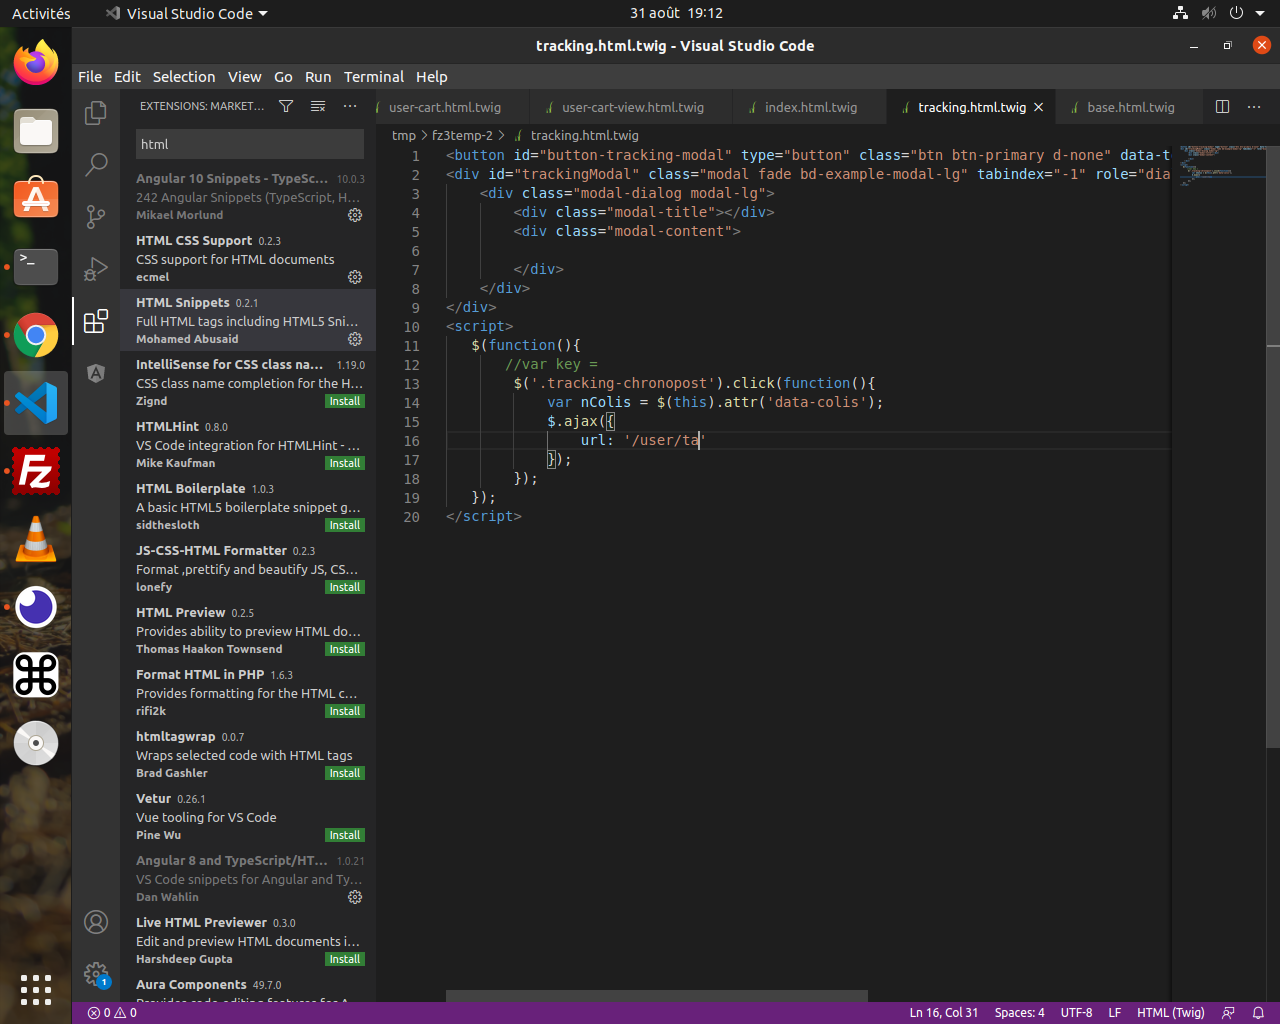 Activités
Visual Studio Code
31 août 19:12
tracking.html.twig - Visual Studio Code
File Edit Selection View Go Run Terminal Help
EXTENSIONS: MARKET...
user-cart.html.twig
user-cart-view.html.twig
index.html.twig
tracking.html.twig
base.html.twig
html
tmp > fz3temp-2 > tracking.html.twig
Angular 10 Snippets - TypeSc... 10.0.3
242 Angular Snippets (TypeScript, H...
Mikael Morlund
HTML CSS Support 0.2.3
CSS support for HTML documents
ecmel
HTML Snippets 0.2.1
Full HTML tags including HTML5 Sni...
Mohamed Abusaid
IntelliSense for CSS class na... 1.19.0
CSS class name completion for the H...
Zignd Install
HTMLHint 0.8.0
VS Code integration for HTMLHint - ...
Mike Kaufman Install
HTML Boilerplate 1.0.3
A basic HTML5 boilerplate snippet g...
sidthesloth Install
JS-CSS-HTML Formatter 0.2.3
Format ,prettify and beautify JS, CS...
lonefy Install
HTML Preview 0.2.5
Provides ability to preview HTML do...
Thomas Haakon Townsend Install
Format HTML in PHP 1.6.3
Provides formatting for the HTML c...
rifi2k Install
htmltagwrap 0.0.7
Wraps selected code with HTML tags
Brad Gashler Install
Vetur 0.26.1
Vue tooling for VS Code
Pine Wu Install
Angular 8 and TypeScript/HT... 1.0.21
VS Code snippets for Angular and Ty...
Dan Wahlin
Live HTML Previewer 0.3.0
Edit and preview HTML documents i...
Harshdeep Gupta Install
Aura Components 49.7.0
1 <button id="button-tracking-modal" type="button" class="btn btn-primary d-none" data-t
2 <div id="trackingModal" class="modal fade bd-example-modal-lg" tabindex="-1" role="dia
3 <div class="modal-dialog modal-lg">
4 <div class="modal-title"></div>
5 <div class="modal-content">
6
7 </div>
8 </div>
9 </div>
10 <script>
11 $(function(){
12 //var key =
13 $('.tracking-chronopost').click(function(){
14 var nColis = $(this).attr('data-colis');
15 $.ajax({
16 url: '/user/ta'
17 });
18 });
19 });
20 </script>
1
0 0
Ln 16, Col 31
Spaces: 4
UTF-8
LF
HTML (Twig)